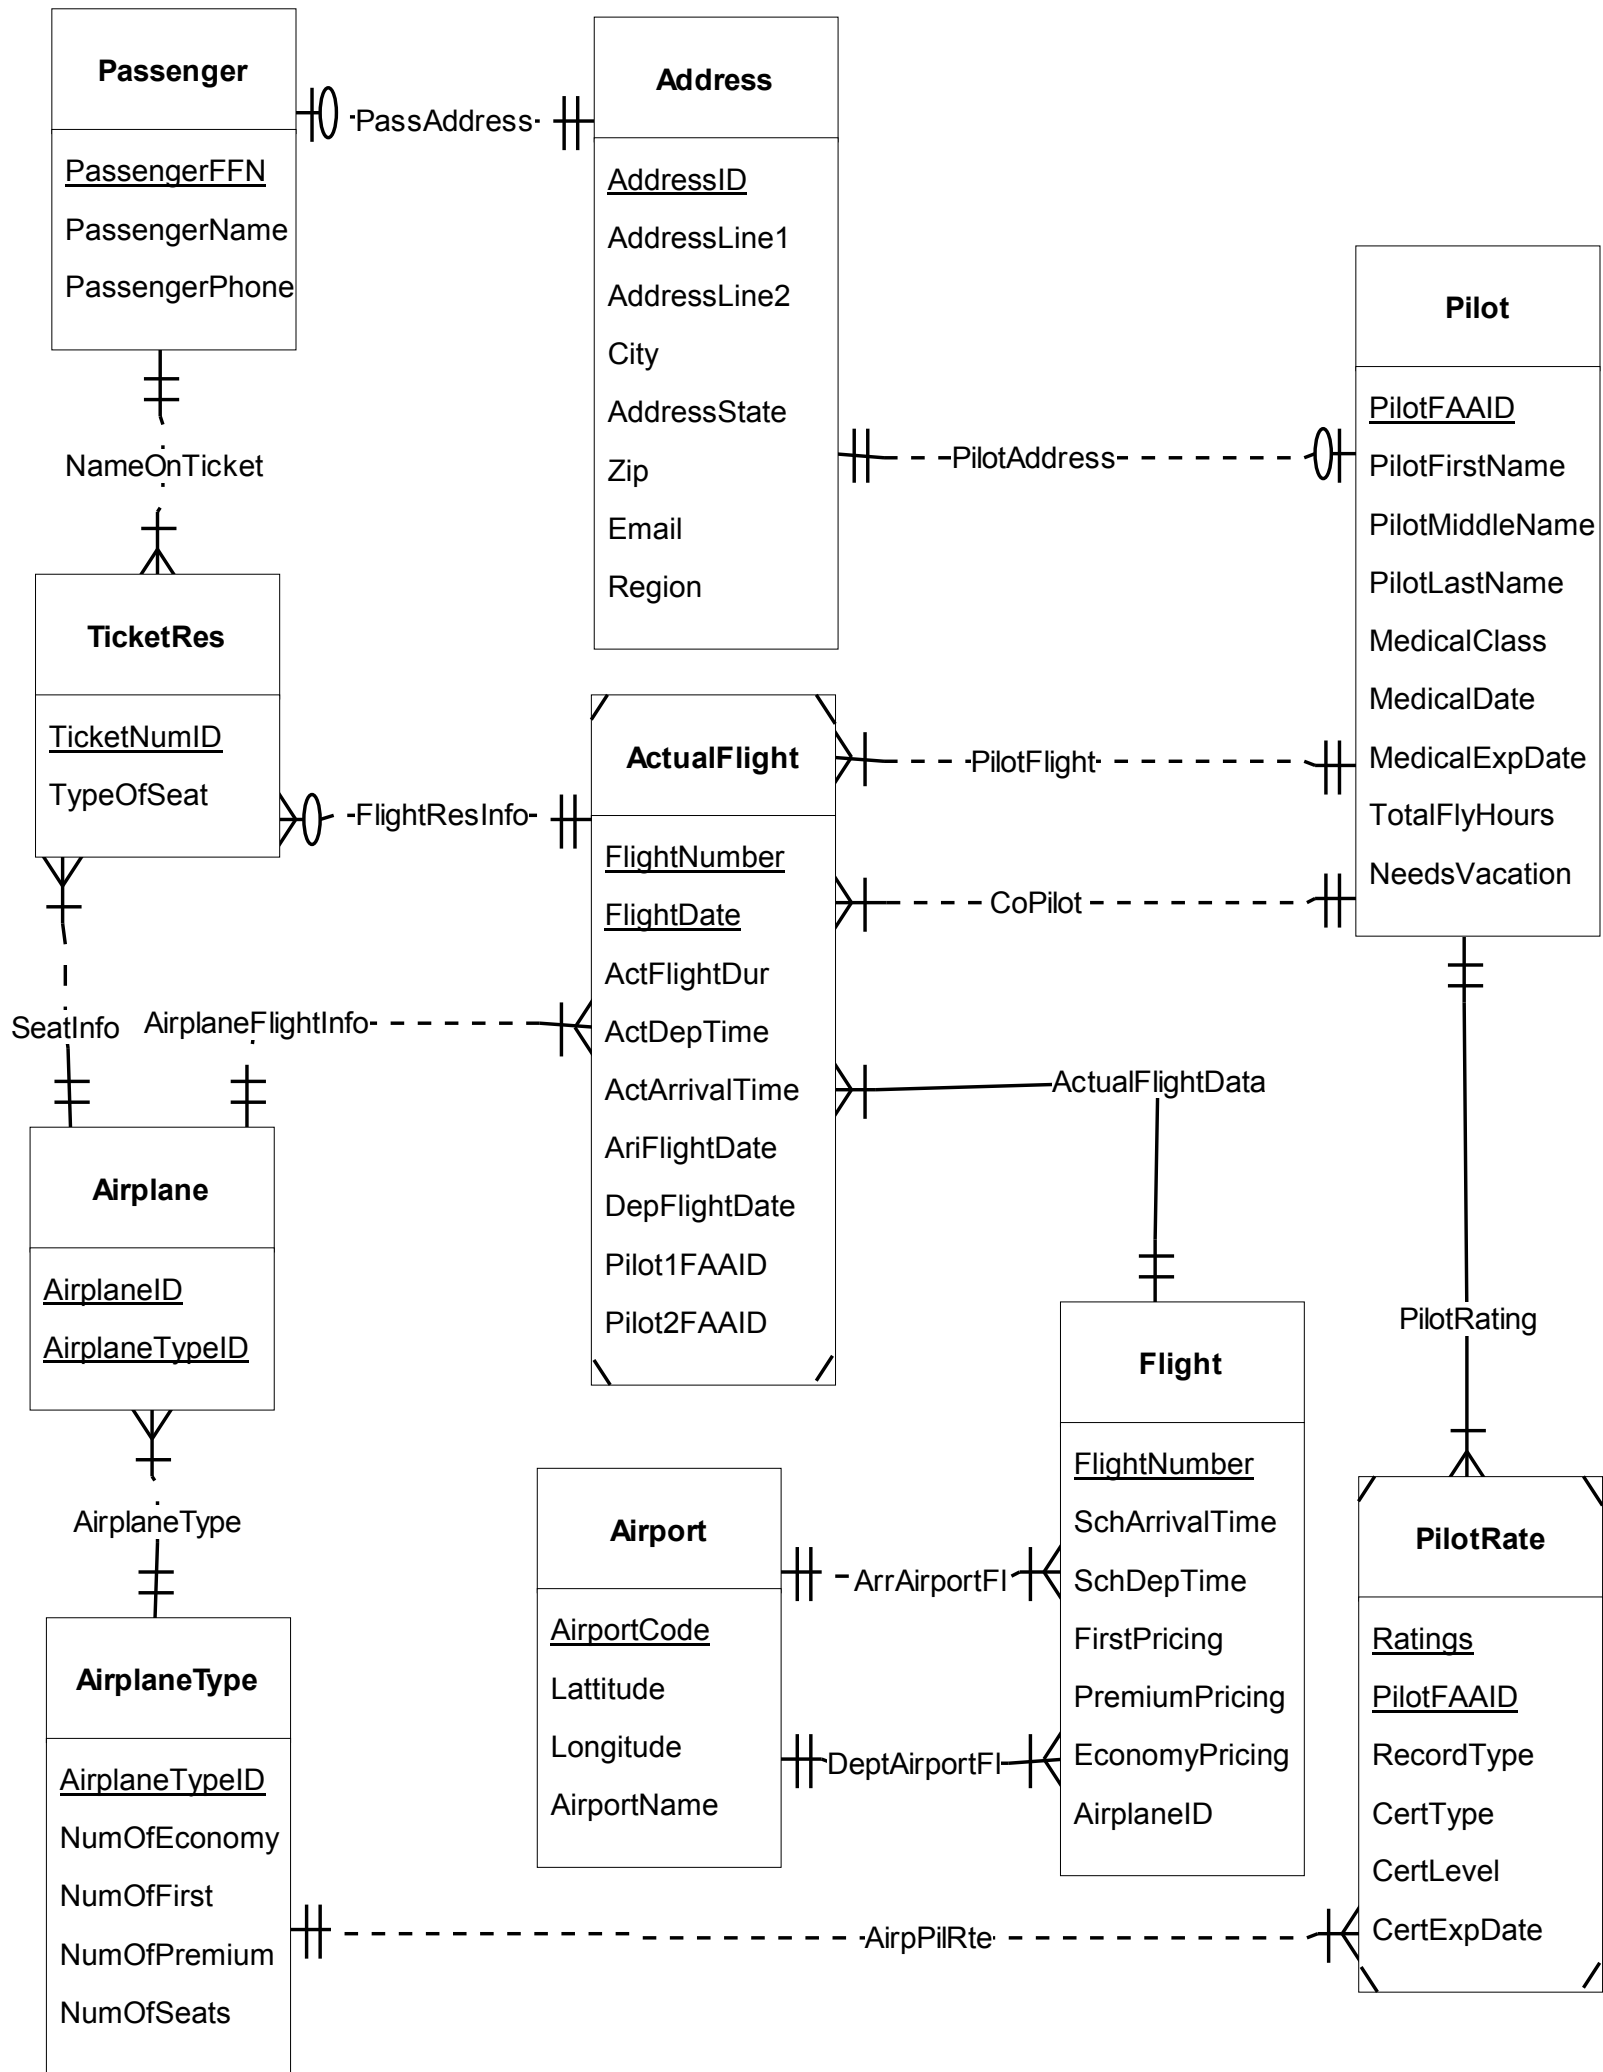 Passenger
PassengerFFN
PassengerName
PassengerPhone
PassAddress
Address
AddressID
AddressLine1
AddressLine2
City
AddressState
Zip
Email
Region
Pilot
PilotFAAID
PilotFirstName
PilotMiddleName
PilotLastName
MedicalClass
MedicalDate
MedicalExpDate
TotalFlyHours
NeedsVacation
PilotAddress
NameOnTicket
TicketRes
TicketNumID
TypeOfSeat
FlightResInfo
ActualFlight
FlightNumber
FlightDate
ActFlightDur
ActDepTime
ActArrivalTime
AriFlightDate
DepFlightDate
Pilot1FAAID
Pilot2FAAID
PilotFlight
CoPilot
SeatInfo
AirplaneFlightInfo
ActualFlightData
Airplane
AirplaneID
AirplaneTypeID
AirplaneType
Flight
FlightNumber
SchArrivalTime
SchDepTime
FirstPricing
PremiumPricing
EconomyPricing
AirplaneID
PilotRating
Airport
AirportCode
Lattitude
Longitude
AirportName
ArrAirportFl
DeptAirportFl
PilotRate
Ratings
PilotFAAID
RecordType
CertType
CertLevel
CertExpDate
AirplaneType
AirplaneTypeID
NumOfEconomy
NumOfFirst
NumOfPremium
NumOfSeats
AirpPilRte